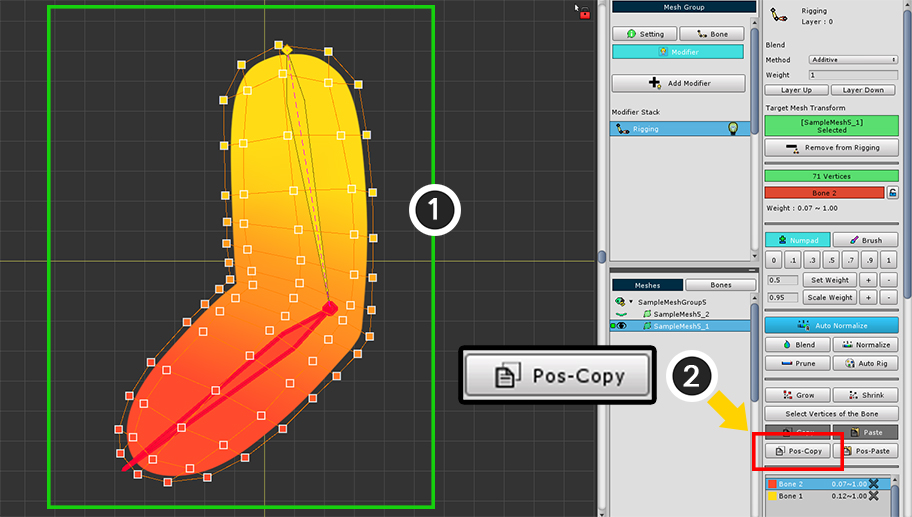 Mesh Group
Setting
Bone
Modifier
Add Modifier
Modifier Stack
Rigging
Meshes
Bones
SampleMeshGroup5
SampleMesh5_2
SampleMesh5_1
Rigging
Layer : 0
Blend
Method
Additive
Weight
1
Layer Up
Layer Down
Target Mesh Transform
[SampleMesh5_1]
Selected
Remove from Rigging
71 Vertices
Bone 2
Weight : 0.07 ~ 1.00
Numpad
Brush
0 .1 .3 .5 .7 .9 1
0.5 Set Weight + -
0.95 Scale Weight + -
Auto Normalize
Blend
Normalize
Prune
Auto Rig
Grow
Shrink
Select Vertices of the Bone
Copy
Paste
Pos-Copy
Pos-Paste
Bone 2 0.07~1.00
Bone 1 0.12~1.00
1
Pos-Copy
2